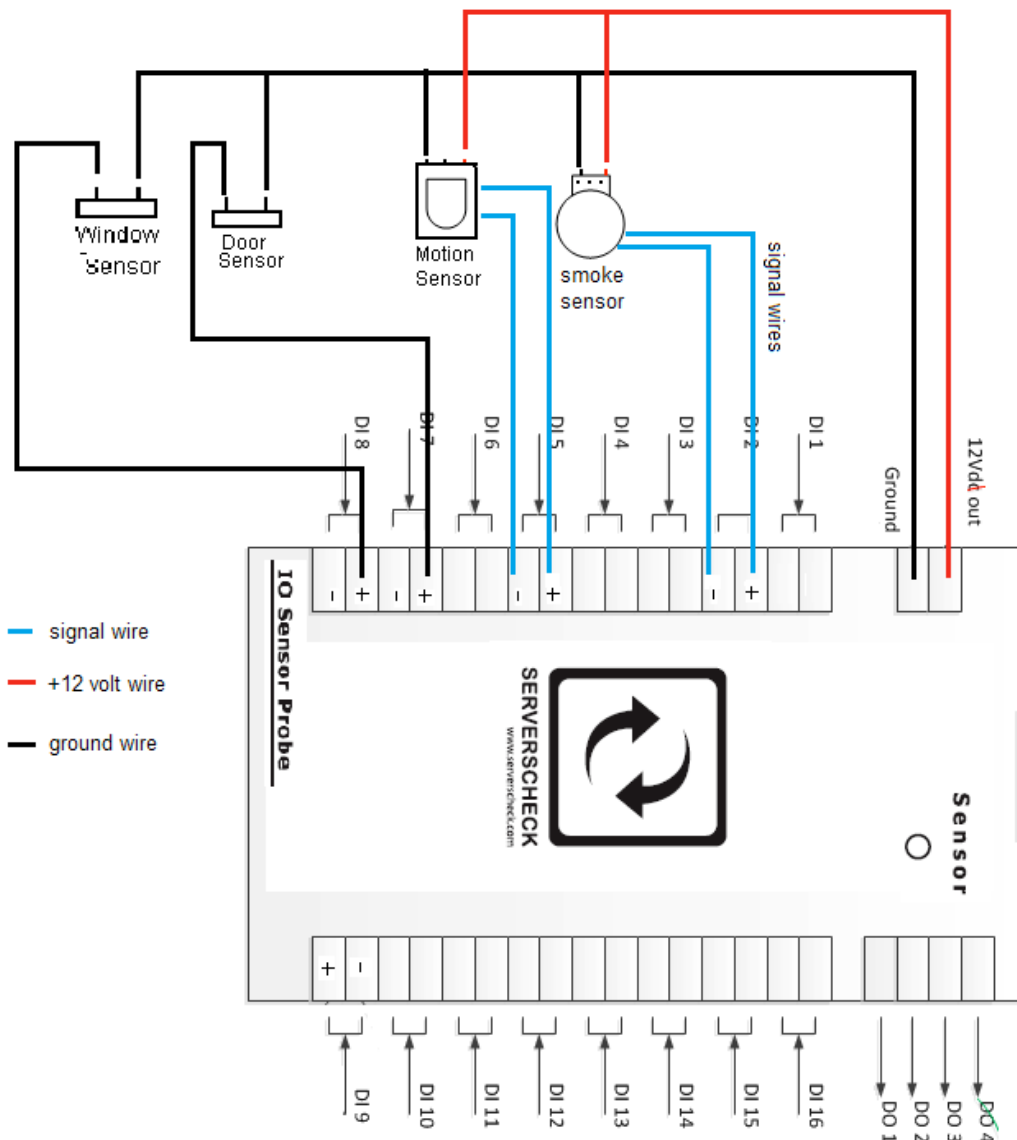 Window
Sensor
Door
Sensor
Motion
Sensor
smoke
sensor
signal wires
DI 8
DI 7
DI 6
DI 5
DI 4
DI 3
DI 2
DI 1
Ground
12Vdc out
- + - + - + - +
signal wire
+12 volt wire
ground wire
IO Sensor Probe
SERVERSCHECK
www.serverscheck.com
Sensor
+ -
DI 9
DI 10
DI 11
DI 12
DI 13
DI 14
DI 15
DI 16
DO 1
DO 2
DO 3
DO 4